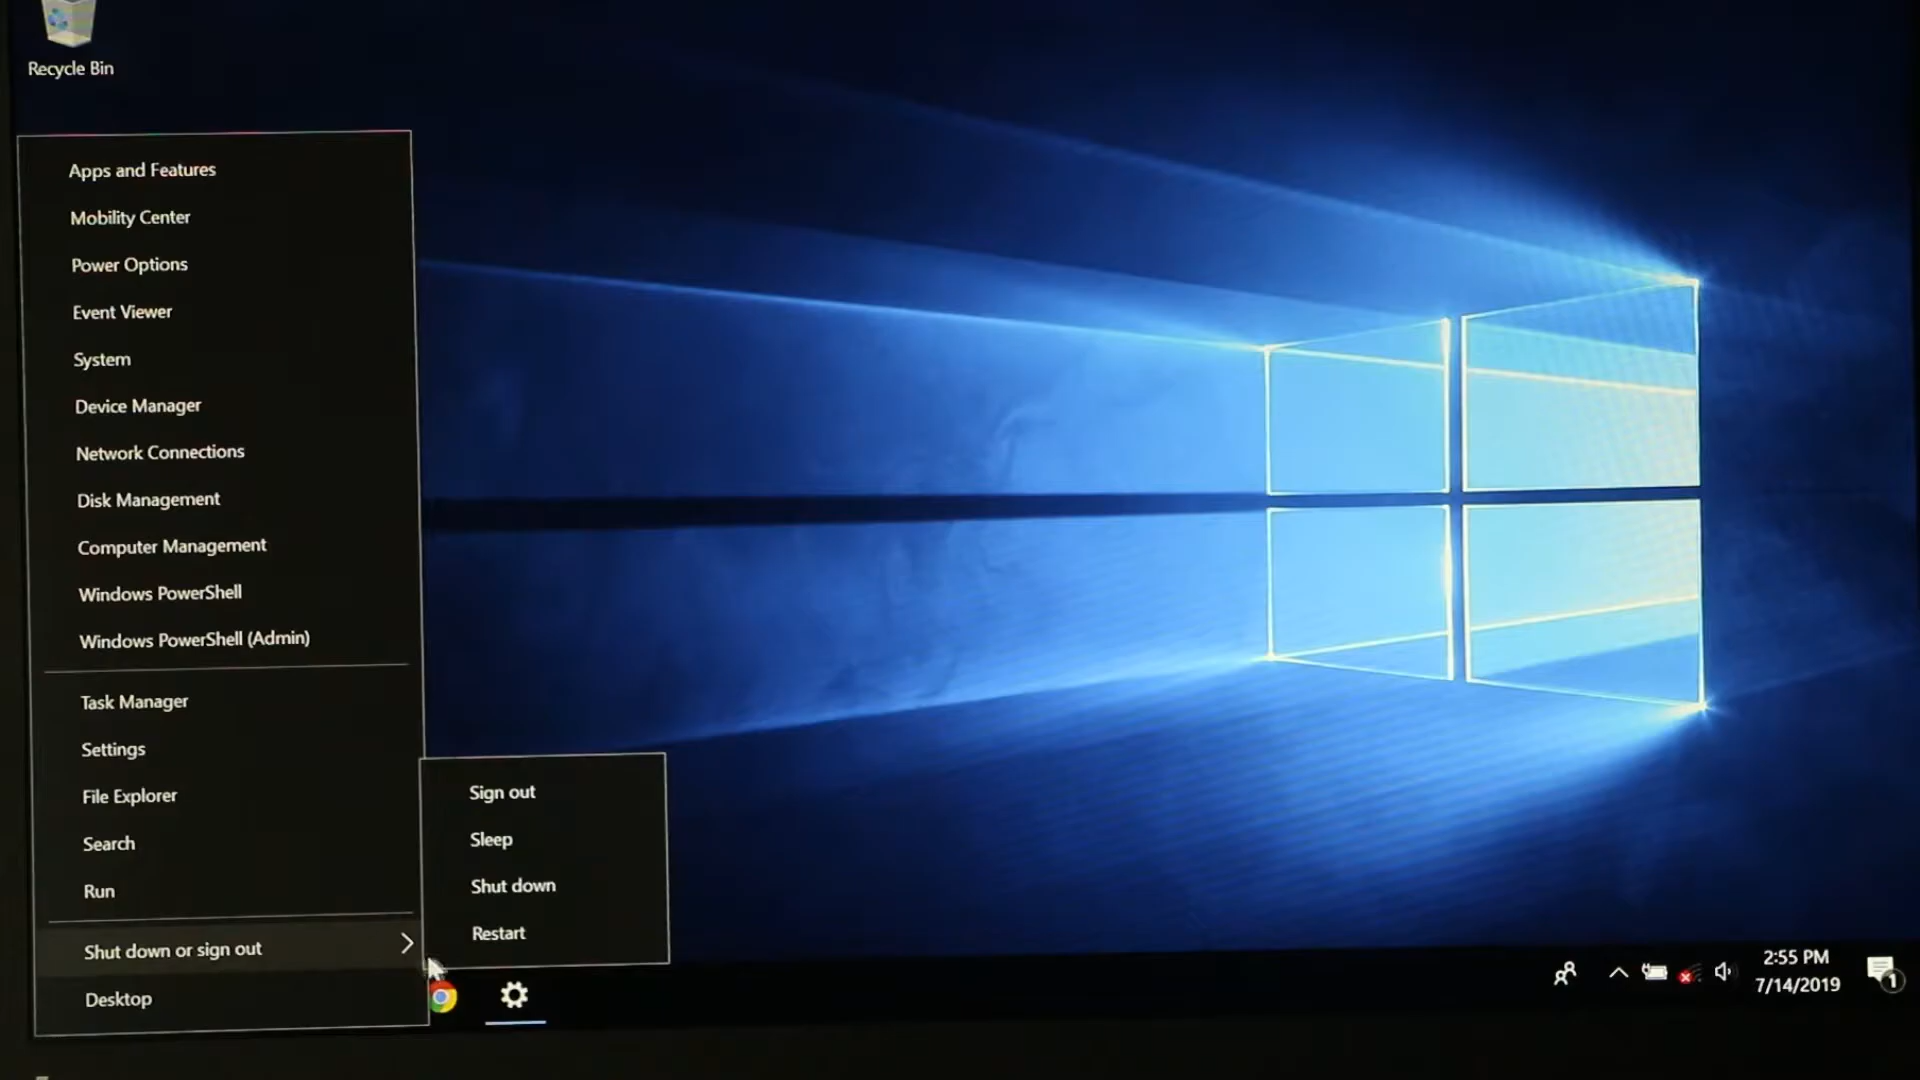 Recycle Bin
Apps and Features
Mobility Center
Power Options
Event Viewer
System
Device Manager
Network Connections
Disk Management
Computer Management
Windows PowerShell
Windows PowerShell (Admin)
Task Manager
Settings
File Explorer
Search
Run
Shut down or sign out
Desktop
Sign out
Sleep
Shut down
Restart
2:55 PM
7/14/2019
1